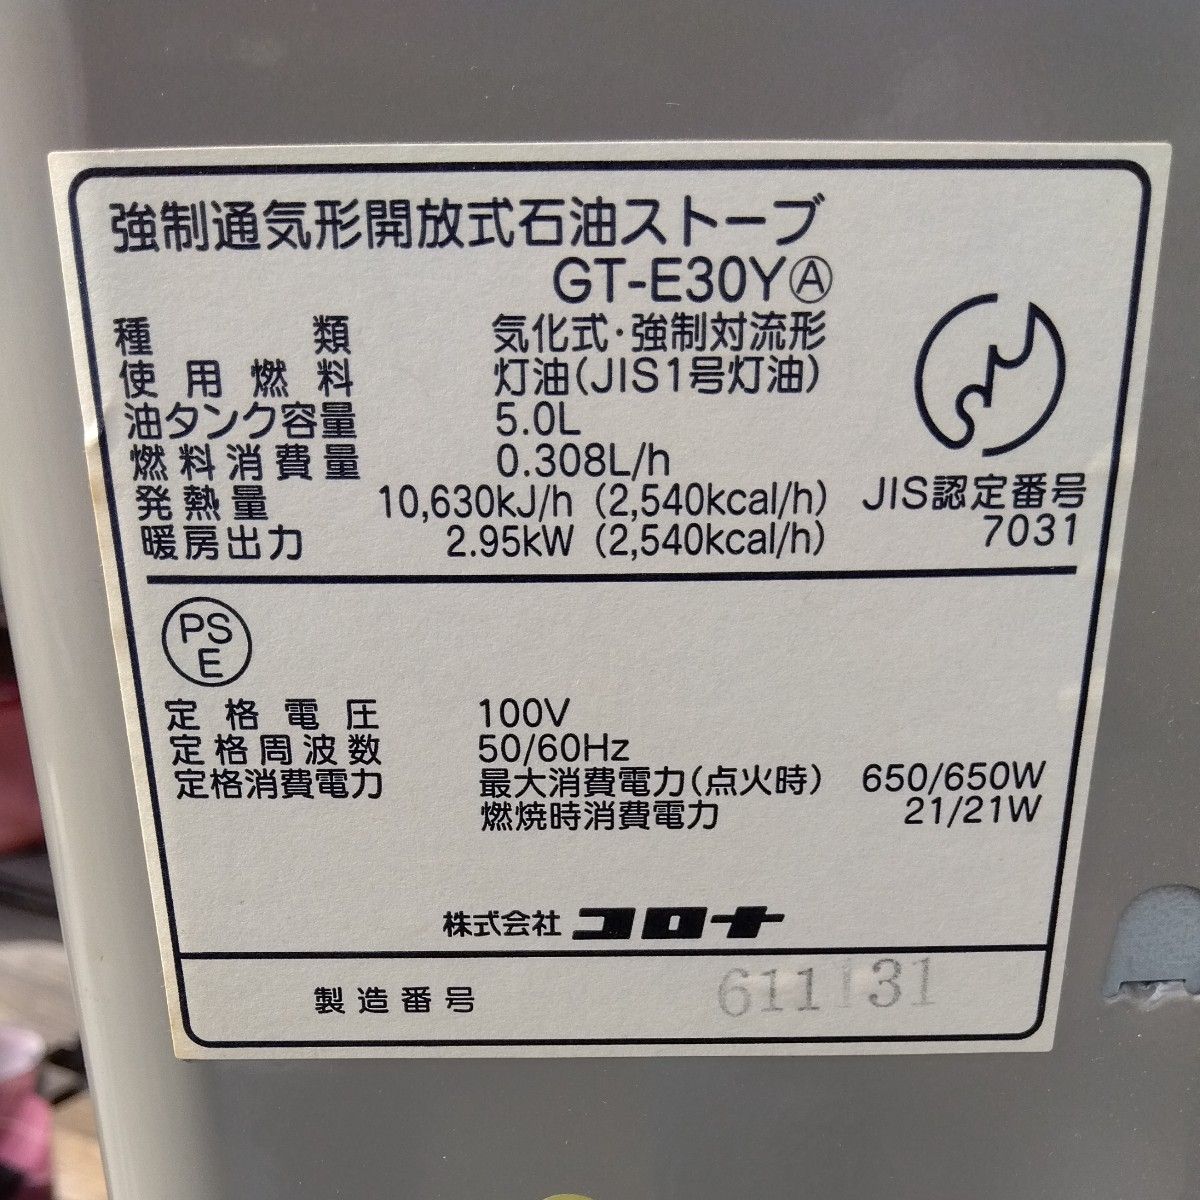 強制通気形開放式石油ストーブ
GT-E30YⒶ
種類 気化式・強制対流形
使用燃料 灯油(JIS1号灯油)
油タンク容量 5.0L
燃料消費量 0.308L/h
発熱量 10,630kJ/h (2,540kcal/h)
暖房出力 2.95kW (2,540kcal/h)
JIS認定番号
7031
PS
E
定格電圧 100V
定格周波数 50/60Hz
定格消費電力 最大消費電力(点火時) 650/650W
燃焼時消費電力 21/21W
株式会社 コロナ
製造番号 611131